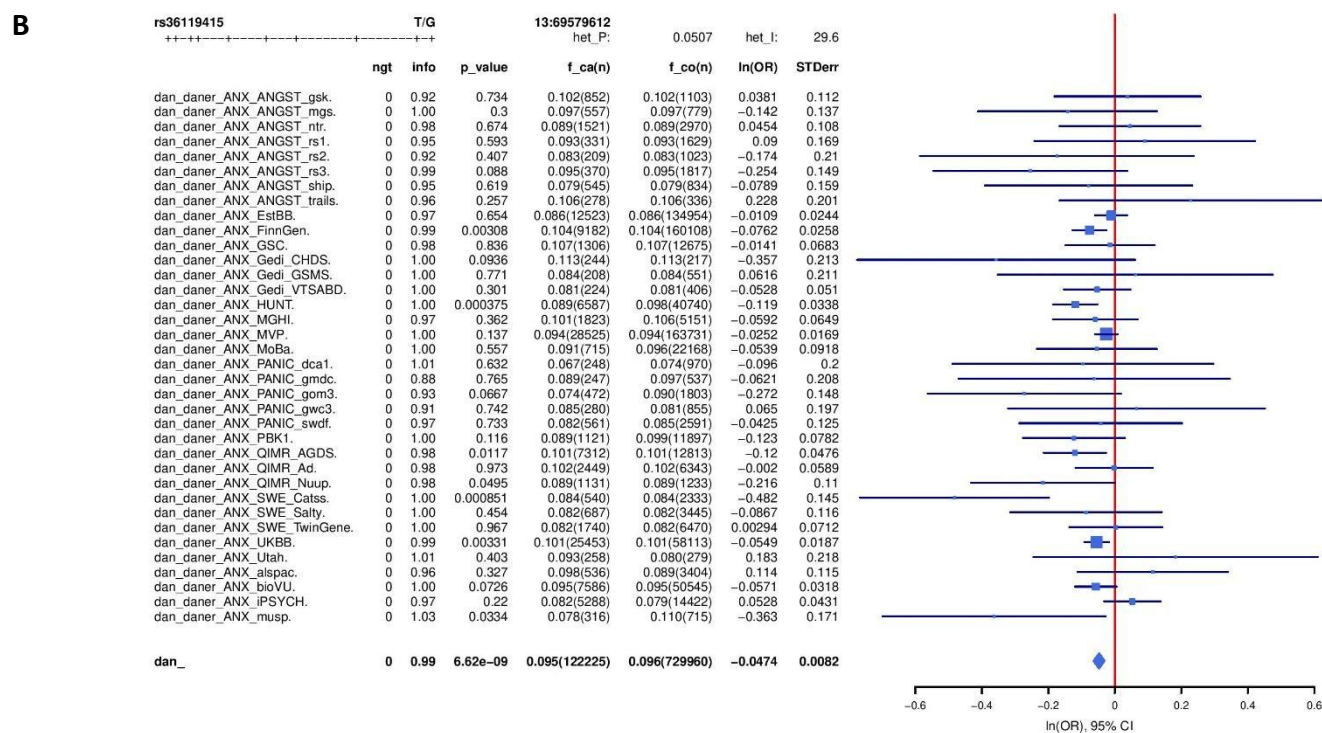 B
rs36119415 T/G 13:69579612
++-++---+----+---+-------+-------+-+ het_P: 0.0507 het_I: 29.6
ngt info p_value f_ca(n) f_co(n) ln(OR) STDerr
dan_daner_ANX_ANGST_gsk. 0 0.92 0.734 0.102(852) 0.102(1103) 0.0381 0.112
dan_daner_ANX_ANGST_mgs. 0 1.00 0.3 0.097(557) 0.097(779) −0.142 0.137
dan_daner_ANX_ANGST_ntr. 0 0.98 0.674 0.089(1521) 0.089(2970) 0.0454 0.108
dan_daner_ANX_ANGST_rs1. 0 0.95 0.593 0.093(331) 0.093(1629) 0.09 0.169
dan_daner_ANX_ANGST_rs2. 0 0.92 0.407 0.083(209) 0.083(1023) −0.174 0.21
dan_daner_ANX_ANGST_rs3. 0 0.99 0.088 0.095(370) 0.095(1817) −0.254 0.149
dan_daner_ANX_ANGST_ship. 0 0.95 0.619 0.079(545) 0.079(834) −0.0789 0.159
dan_daner_ANX_ANGST_trails. 0 0.96 0.257 0.106(278) 0.106(336) 0.228 0.201
dan_daner_ANX_EstBB. 0 0.97 0.654 0.086(12523) 0.086(134954) −0.0109 0.0244
dan_daner_ANX_FinnGen. 0 0.99 0.00308 0.104(9182) 0.104(160108) −0.0762 0.0258
dan_daner_ANX_GSC. 0 0.98 0.836 0.107(1306) 0.107(12675) −0.0141 0.0683
dan_daner_ANX_Gedi_CHDS. 0 1.00 0.0936 0.113(244) 0.113(217) −0.357 0.213
dan_daner_ANX_Gedi_GSMS. 0 1.00 0.771 0.084(208) 0.084(551) 0.0616 0.211
dan_daner_ANX_Gedi_VTSABD. 0 1.00 0.301 0.081(224) 0.081(406) −0.0528 0.051
dan_daner_ANX_HUNT. 0 1.00 0.000375 0.089(6587) 0.098(40740) −0.119 0.0338
dan_daner_ANX_MGHI. 0 0.97 0.362 0.101(1823) 0.106(5151) −0.0592 0.0649
dan_daner_ANX_MVP. 0 1.00 0.137 0.094(28525) 0.094(163731) −0.0252 0.0169
dan_daner_ANX_MoBa. 0 1.00 0.557 0.091(715) 0.096(22168) −0.0539 0.0918
dan_daner_ANX_PANIC_dca1. 0 1.01 0.632 0.067(248) 0.074(970) −0.096 0.2
dan_daner_ANX_PANIC_gmdc. 0 0.88 0.765 0.089(247) 0.097(537) −0.0621 0.208
dan_daner_ANX_PANIC_gom3. 0 0.93 0.0667 0.074(472) 0.090(1803) −0.272 0.148
dan_daner_ANX_PANIC_gwc3. 0 0.91 0.742 0.085(280) 0.081(855) 0.065 0.197
dan_daner_ANX_PANIC_swdf. 0 0.97 0.733 0.082(561) 0.085(2591) −0.0425 0.125
dan_daner_ANX_PBK1. 0 1.00 0.116 0.089(1121) 0.099(11897) −0.123 0.0782
dan_daner_ANX_QIMR_AGDS. 0 0.98 0.0117 0.101(7312) 0.101(12813) −0.12 0.0476
dan_daner_ANX_QIMR_Ad. 0 0.98 0.973 0.102(2449) 0.102(6343) −0.002 0.0589
dan_daner_ANX_QIMR_Nuup. 0 0.98 0.0495 0.089(1131) 0.089(1233) −0.216 0.11
dan_daner_ANX_SWE_Catss. 0 1.00 0.000851 0.084(540) 0.084(2333) −0.482 0.145
dan_daner_ANX_SWE_Salty. 0 1.00 0.454 0.082(687) 0.082(3445) −0.0867 0.116
dan_daner_ANX_SWE_TwinGene. 0 1.00 0.967 0.082(1740) 0.082(6470) 0.00294 0.0712
dan_daner_ANX_UKBB. 0 0.99 0.00331 0.101(25453) 0.101(58113) −0.0549 0.0187
dan_daner_ANX_Utah. 0 1.01 0.403 0.093(258) 0.080(279) 0.183 0.218
dan_daner_ANX_alspac. 0 0.96 0.327 0.098(536) 0.089(3404) 0.114 0.115
dan_daner_ANX_bioVU. 0 1.00 0.0726 0.095(7586) 0.095(50545) −0.0571 0.0318
dan_daner_ANX_iPSYCH. 0 0.97 0.22 0.082(5288) 0.079(14422) 0.0528 0.0431
dan_daner_ANX_musp. 0 1.03 0.0334 0.078(316) 0.110(715) −0.363 0.171
dan_ 0 0.99 6.62e−09 0.095(122225) 0.096(729960) −0.0474 0.0082
−0.6 −0.4 −0.2 0 0.2 0.4 0.6
ln(OR), 95% CI